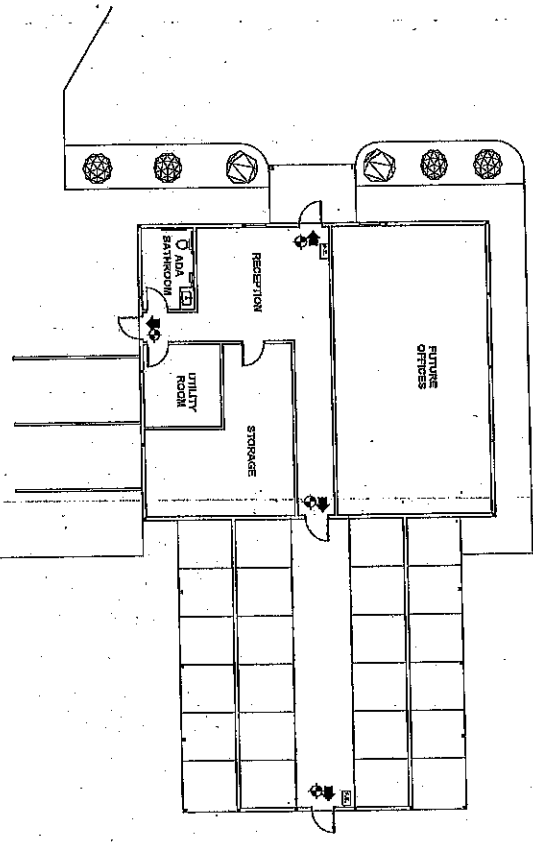 RECEPTION
ADA
BATHROOM
UTILITY
ROOM
STORAGE
FUTURE
OFFICES